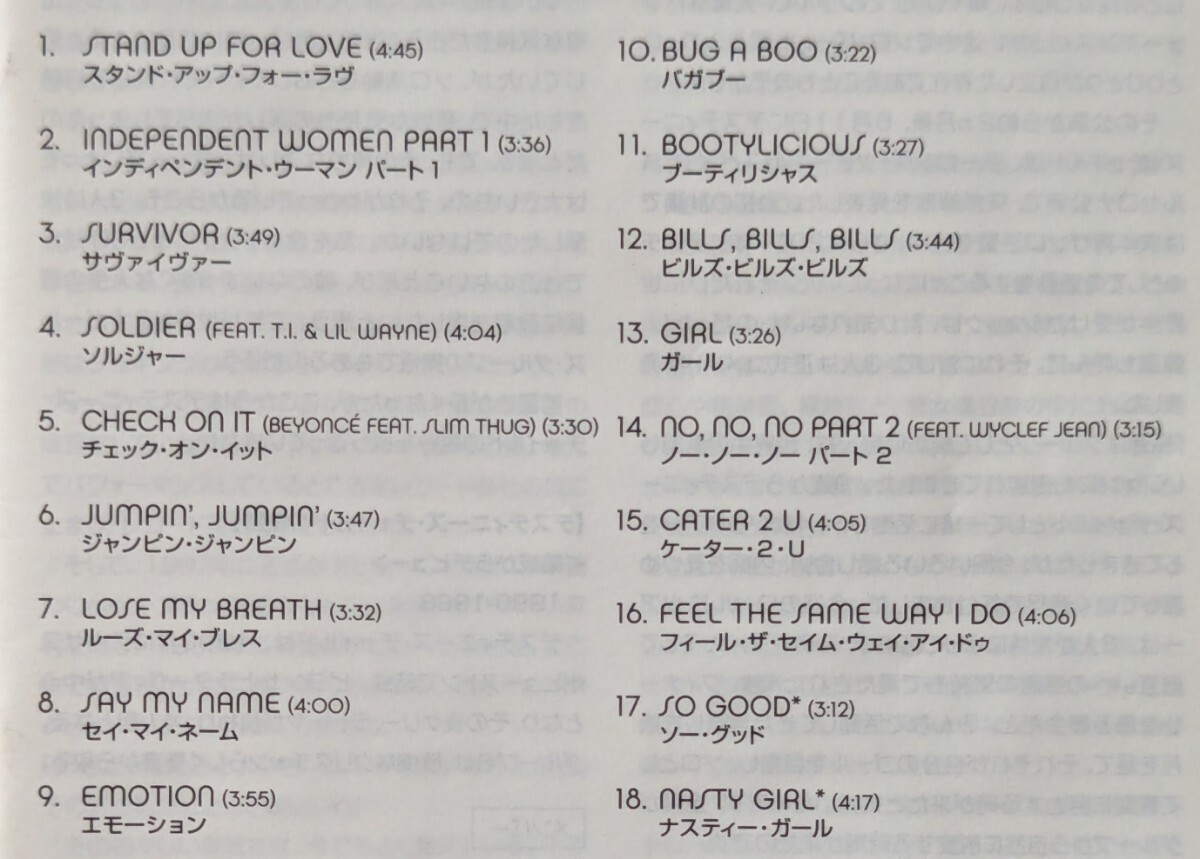 1. STAND UP FOR LOVE (4:45)
スタンド・アップ・フォー・ラヴ
2. INDEPENDENT WOMEN PART 1 (3:36)
インディペンデント・ウーマン パート 1
3. SURVIVOR (3:49)
サヴァイヴァー
4. SOLDIER (FEAT. T.I. & LIL WAYNE) (4:04)
ソルジャー
5. CHECK ON IT (BEYONCÉ FEAT. SLIM THUG) (3:30)
チェック・オン・イット
6. JUMPIN', JUMPIN' (3:47)
ジャンピン・ジャンピン
7. LOSE MY BREATH (3:32)
ルーズ・マイ・ブレス
8. SAY MY NAME (4:00)
セイ・マイ・ネーム
9. EMOTION (3:55)
エモーション
10. BUG A BOO (3:22)
バガブー
11. BOOTYLICIOUS (3:27)
ブーティリシャス
12. BILLS, BILLS, BILLS (3:44)
ビルズ・ビルズ・ビルズ
13. GIRL (3:26)
ガール
14. NO, NO, NO PART 2 (FEAT. WYCLEF JEAN) (3:15)
ノー・ノー・ノー パート 2
15. CATER 2 U (4:05)
ケーター・2・U
16. FEEL THE SAME WAY I DO (4:06)
フィール・ザ・セイム・ウェイ・アイ・ドゥ
17. SO GOOD* (3:12)
ソー・グッド
18. NASTY GIRL* (4:17)
ナスティー・ガール